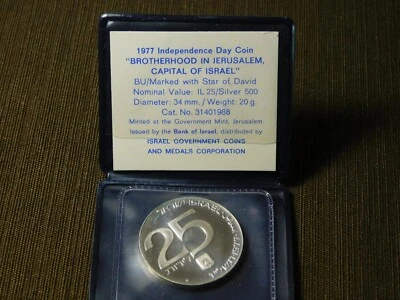 1977 Independence Day Coin
"BROTHERHOOD IN JERUSALEM,
CAPITAL OF ISRAEL"
BU/Marked with Star of David
Nominal Value: IL 25/Silver 500
Diameter: 34 mm. / Weight: 20 g.
Cat. No. 31401988
Minted at the Government Mint, Jerusalem
issued by the Bank of Israel, distributed by
ISRAEL GOVERNMENT COINS
AND MEDALS CORPORATION
ISRAEL
25